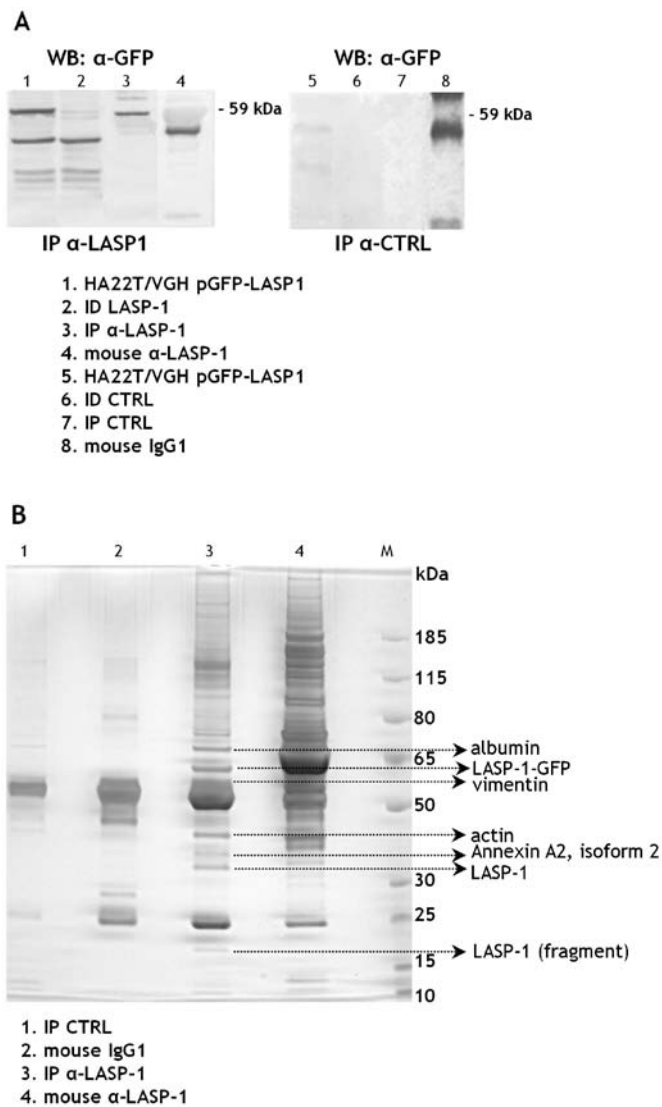 A
WB: α-GFP
WB: α-GFP
1 2 3 4
5 6 7 8
- 59 kDa
- 59 kDa
IP α-LASP1
IP α-CTRL
1. HA22T/VGH pGFP-LASP1
2. ID LASP-1
3. IP α-LASP-1
4. mouse α-LASP-1
5. HA22T/VGH pGFP-LASP1
6. ID CTRL
7. IP CTRL
8. mouse IgG1
B
1 2 3 4 M
kDa
185
115
80
albumin
65
LASP-1-GFP
vimentin
50
actin
Annexin A2, isoform 2
LASP-1
30
25
LASP-1 (fragment)
15
10
1. IP CTRL
2. mouse IgG1
3. IP α-LASP-1
4. mouse α-LASP-1